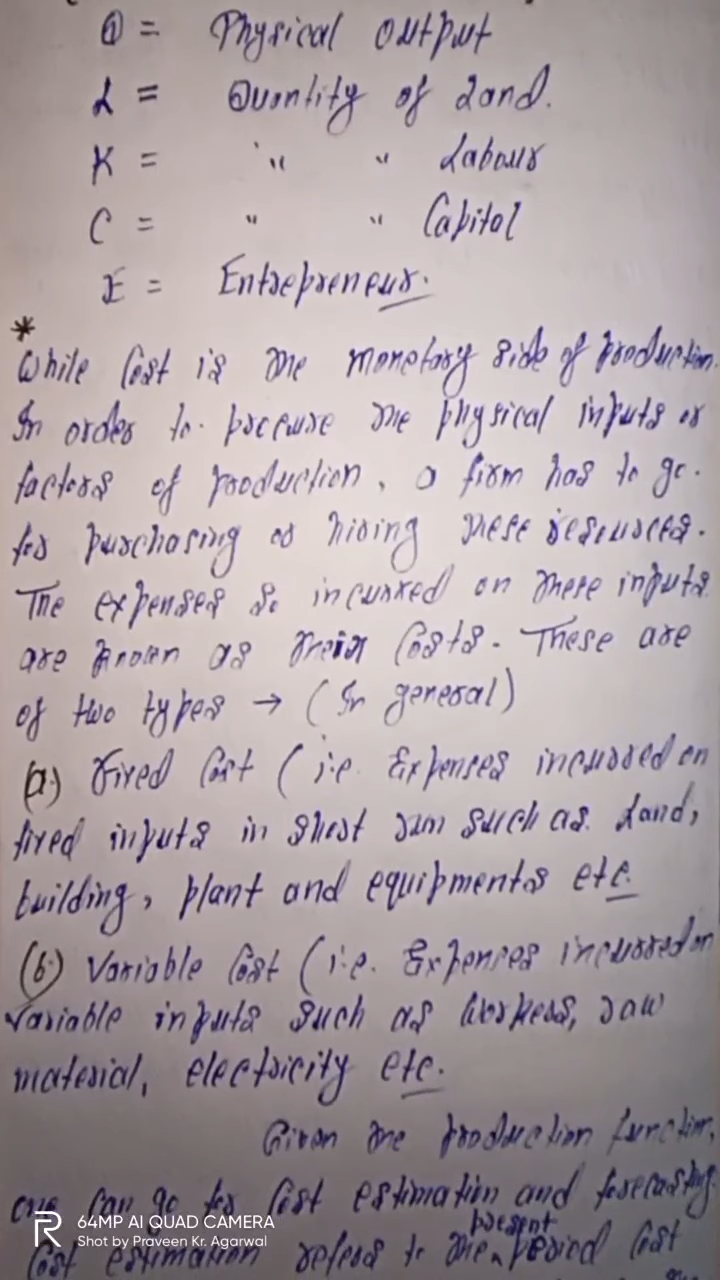 Q = Physical output
L = Quantity of Land.
K = " " Labour
C = " " Capital
E = Entrepreneur.
*
While Cost is the monetary side of production.
In order to procure the physical inputs or
factors of production, a firm has to go
for purchasing or hiring these resources.
The expenses so incurred on these inputs
are known as their Costs. These are
of two types → (In general)
(a) Fixed Cost (i.e. Expenses incurred on
fixed inputs in short run such as Land,
building, plant and equipments etc.
(b) Variable Cost (i.e. Expenses incurred on
variable inputs such as workers, raw
material, electricity etc.
Given the production function,
one can go for Cost estimation and forecasting.
Cost estimation refers to the present period Cost
64MP AI QUAD CAMERA
Shot by Praveen Kr. Agarwal